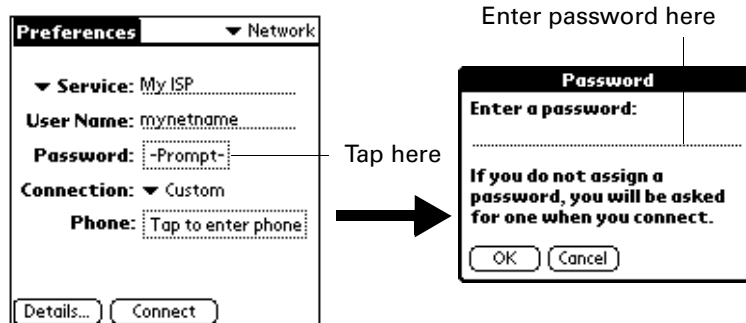 Preferences
Network
Service: My ISP
User Name: mynetname
Password: -Prompt-
Connection: Custom
Phone: Tap to enter phone
Details...
Connect
Tap here
Enter password here
Password
Enter a password:
If you do not assign a
password, you will be asked
for one when you connect.
OK
Cancel